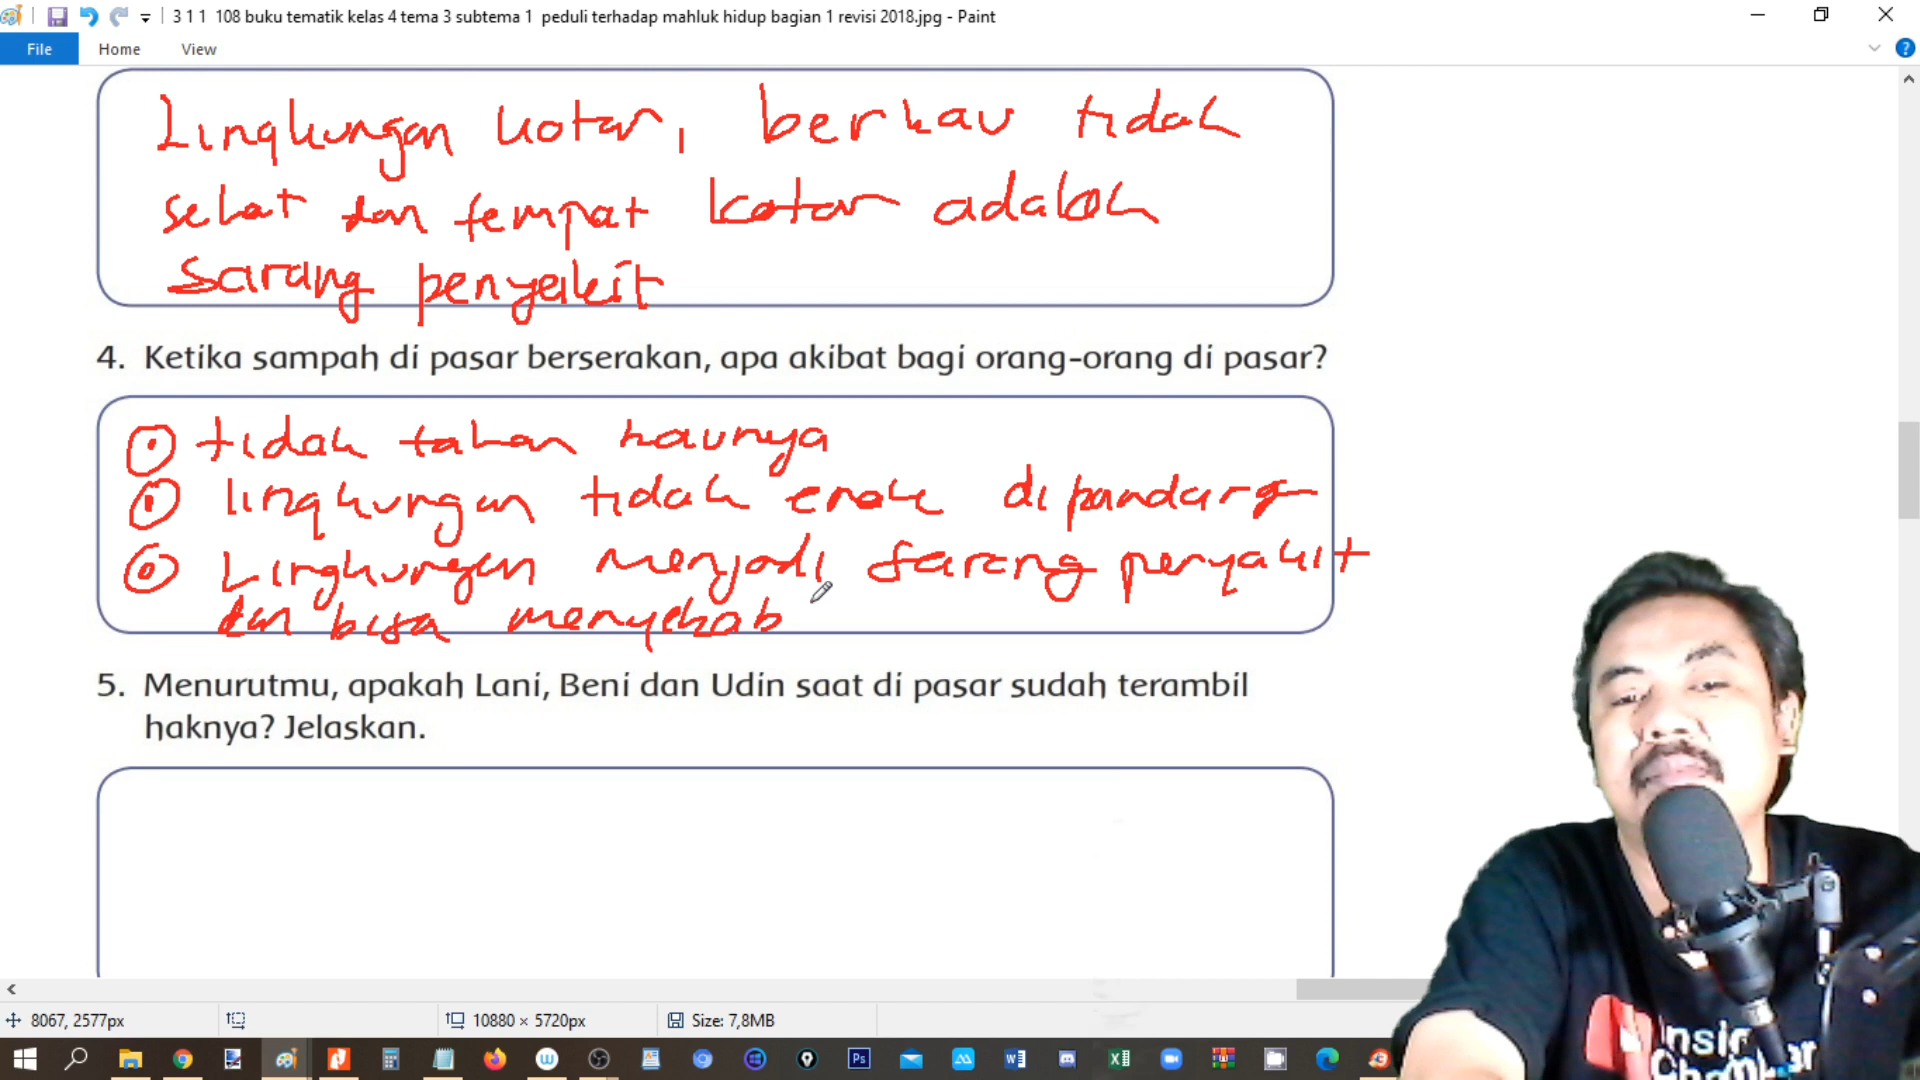 3 1 1 108 buku tematik kelas 4 tema 3 subtema 1 peduli terhadap mahluk hidup bagian 1 revisi 2018.jpg - Paint
File Home View
Lingkungan kotor, berbau tidak
sehat dan tempat kotor adalah
sarang penyakit
4. Ketika sampah di pasar berserakan, apa akibat bagi orang-orang di pasar?
tidak tahan baunya
lingkungan tidak enak dipandang
Lingkungan menjadi sarang penyakit
dan bisa menyebab
5. Menurutmu, apakah Lani, Beni dan Udin saat di pasar sudah terambil
haknya? Jelaskan.
8067, 2577px 10880 × 5720px Size: 7,8MB